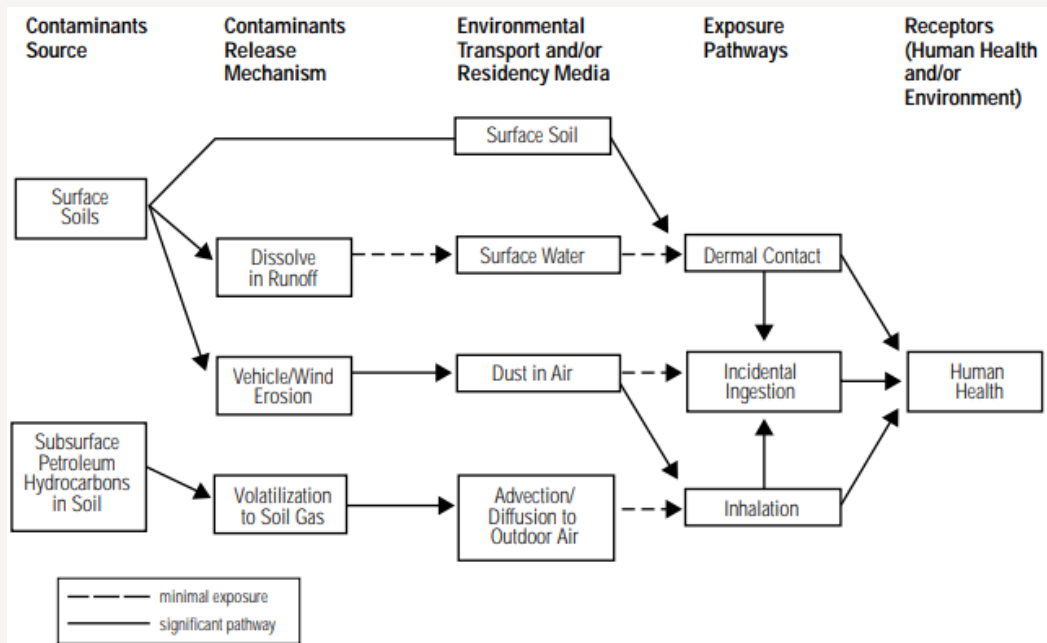 Contaminants
Source
Contaminants
Release
Mechanism
Environmental
Transport and/or
Residency Media
Exposure
Pathways
Receptors
(Human Health
and/or
Environment)
Surface Soil
Surface
Soils
Dissolve
in Runoff
Surface Water
Dermal Contact
Vehicle/Wind
Erosion
Dust in Air
Incidental
Ingestion
Human
Health
Subsurface
Petroleum
Hydrocarbons
in Soil
Volatilization
to Soil Gas
Advection/
Diffusion to
Outdoor Air
Inhalation
minimal exposure
significant pathway